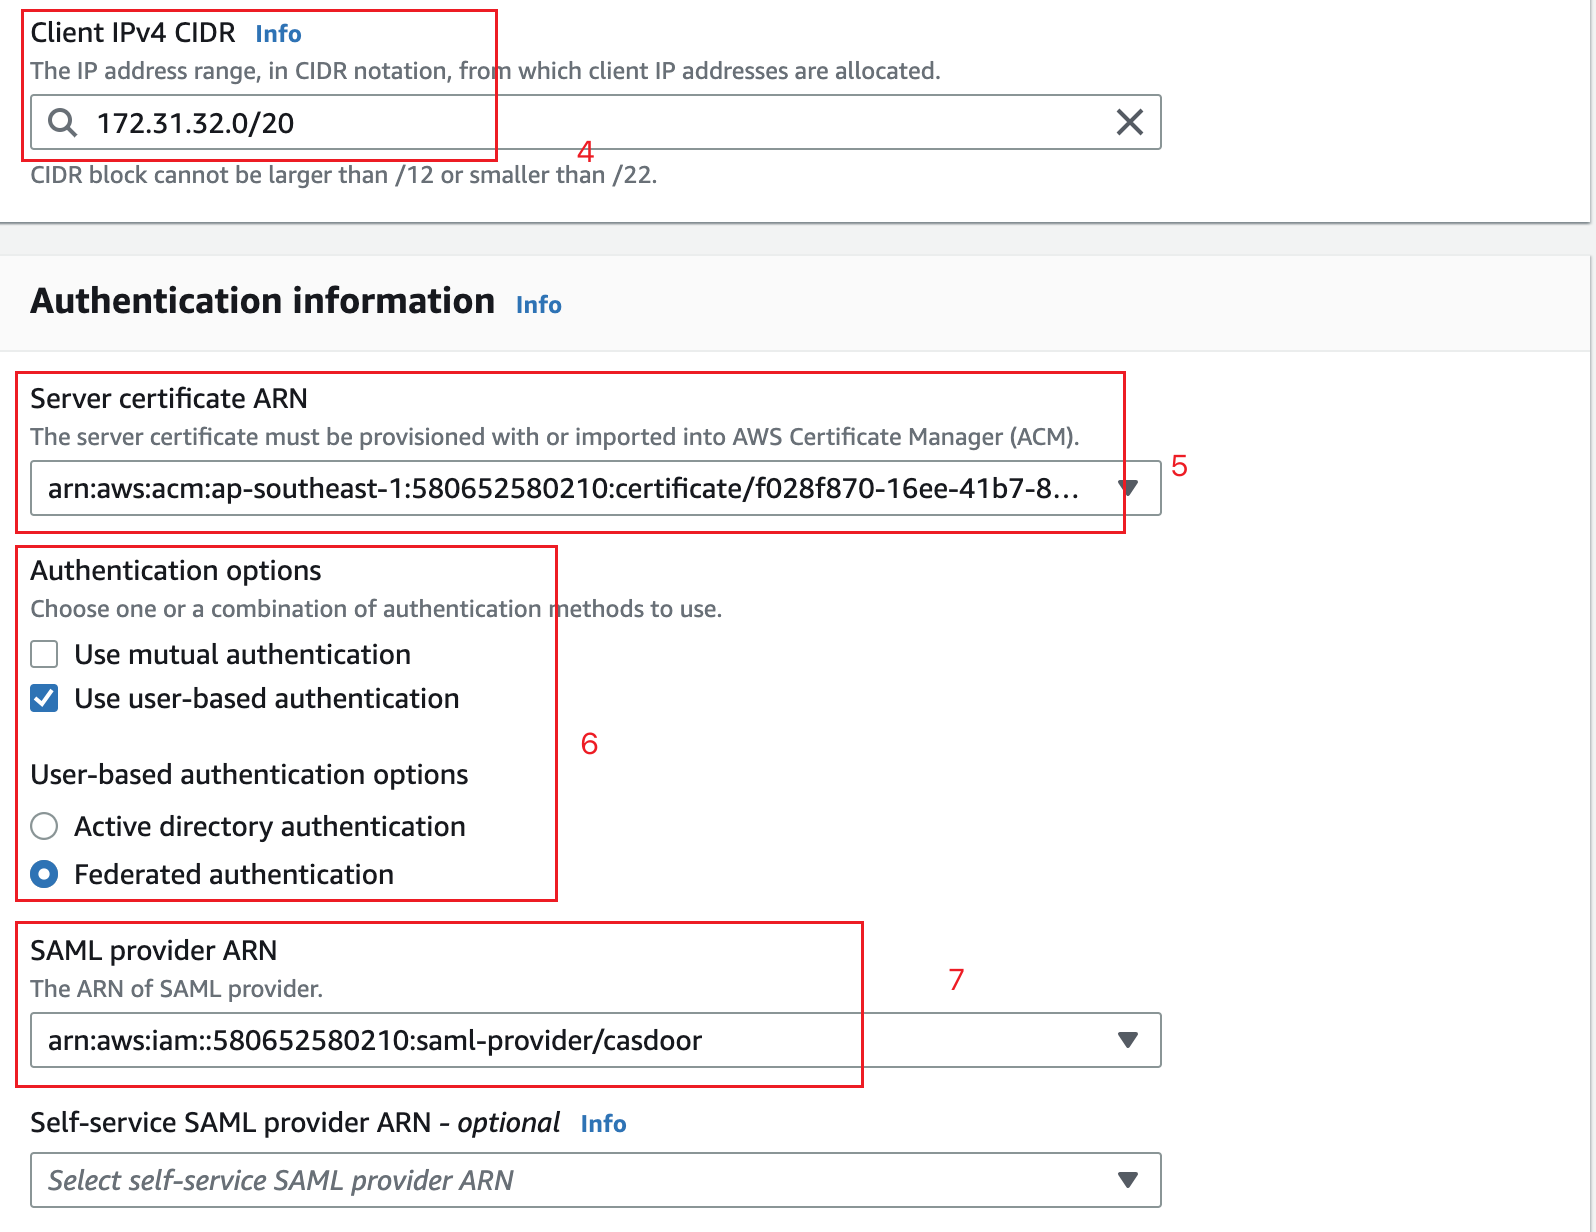 Client IPv4 CIDR Info
The IP address range, in CIDR notation, from which client IP addresses are allocated.
172.31.32.0/20
4
CIDR block cannot be larger than /12 or smaller than /22.
Authentication information Info
Server certificate ARN
The server certificate must be provisioned with or imported into AWS Certificate Manager (ACM).
5
arn:aws:acm:ap-southeast-1:580652580210:certificate/f028f870-16ee-41b7-8...
Authentication options
Choose one or a combination of authentication methods to use.
Use mutual authentication
Use user-based authentication
6
User-based authentication options
Active directory authentication
Federated authentication
SAML provider ARN
7
The ARN of SAML provider.
arn:aws:iam::580652580210:saml-provider/casdoor
Self-service SAML provider ARN - optional Info
Select self-service SAML provider ARN